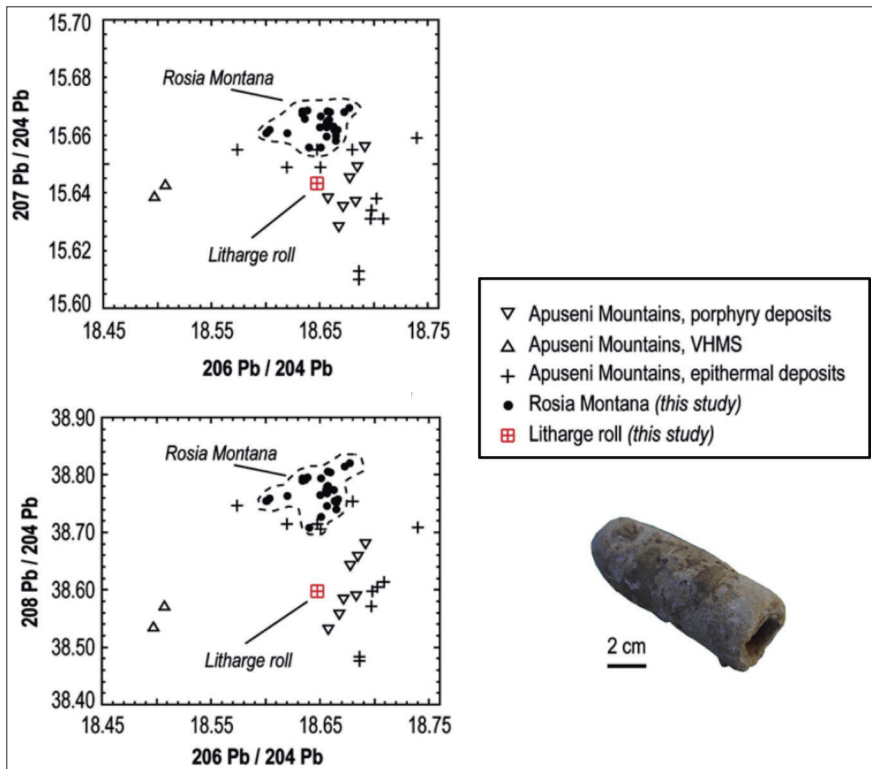 15.70
15.68
15.66
15.64
15.62
15.60
207 Pb / 204 Pb
Rosia Montana
Litharge roll
18.45
18.55
18.65
18.75
206 Pb / 204 Pb
38.90
38.80
38.70
38.60
38.50
38.40
208 Pb / 204 Pb
Rosia Montana
Litharge roll
18.45
18.55
18.65
18.75
206 Pb / 204 Pb
Apuseni Mountains, porphyry deposits
Apuseni Mountains, VHMS
Apuseni Mountains, epithermal deposits
Rosia Montana (this study)
Litharge roll (this study)
2 cm